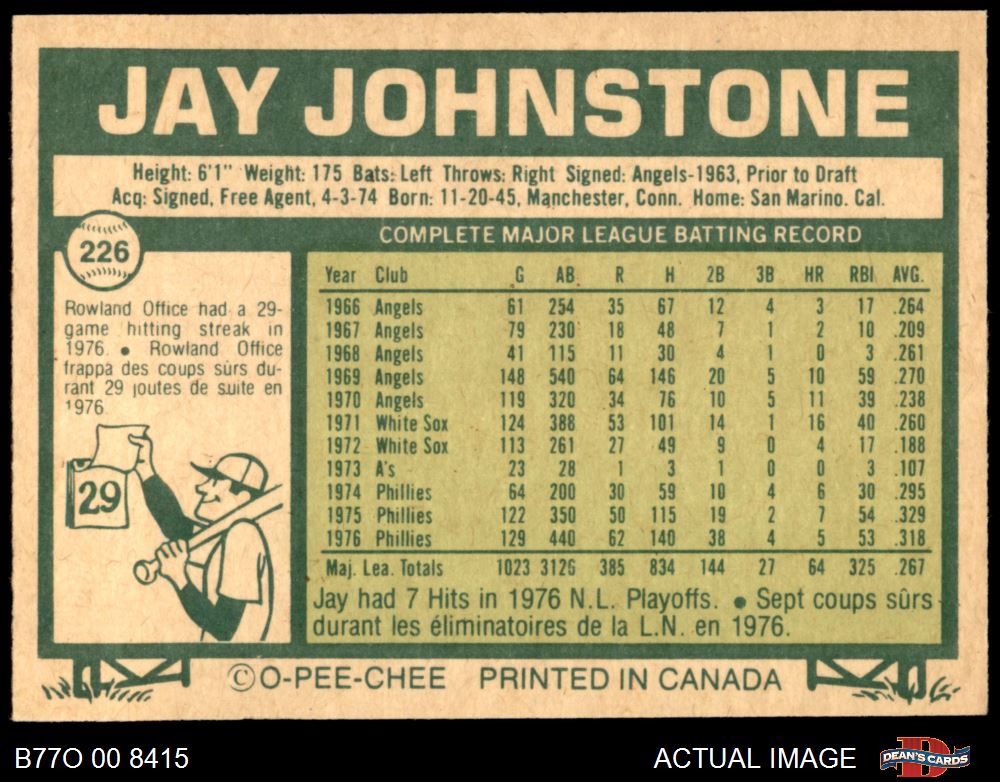 JAY JOHNSTONE
Height: 6'1" Weight: 175 Bats: Left Throws: Right Signed: Angels-1963, Prior to Draft
Acq: Signed, Free Agent, 4-3-74 Born: 11-20-45, Manchester, Conn. Home: San Marino. Cal.
226
Rowland Office had a 29-
game hitting streak in
1976. ● Rowland Office
frappa des coups sûrs du-
rant 29 joutes de suite en
1976.
29
COMPLETE MAJOR LEAGUE BATTING RECORD
Year Club G AB R H 2B 3B HR RBI AVG.
1966 Angels 61 254 35 67 12 4 3 17 .264
1967 Angels 79 230 18 48 7 1 2 10 .209
1968 Angels 41 115 11 30 4 1 0 3 .261
1969 Angels 148 540 64 146 20 5 10 59 .270
1970 Angels 119 320 34 76 10 5 11 39 .238
1971 White Sox 124 388 53 101 14 1 16 40 .260
1972 White Sox 113 261 27 49 9 0 4 17 .188
1973 A's 23 28 1 3 1 0 0 3 .107
1974 Phillies 64 200 30 59 10 4 6 30 .295
1975 Phillies 122 350 50 115 19 2 7 54 .329
1976 Phillies 129 440 62 140 38 4 5 53 .318
Maj. Lea. Totals 1023 3126 385 834 144 27 64 325 .267
Jay had 7 Hits in 1976 N.L. Playoffs. ● Sept coups sûrs
durant les éliminatoires de la L.N. en 1976.
©O-PEE-CHEE PRINTED IN CANADA
B77O 00 8415
ACTUAL IMAGE
DEAN'S CARDS